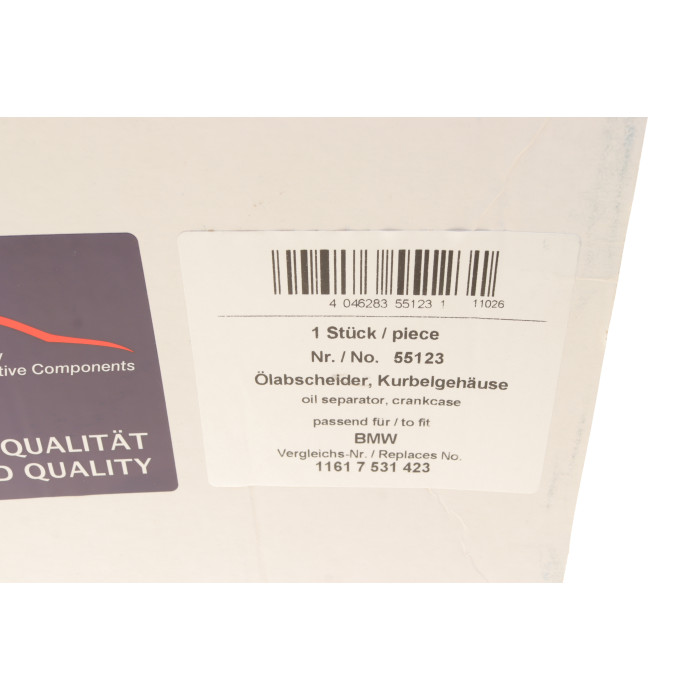 tive Components
QUALITÄT
QUALITY
4 046283 55123 1 11026
1 Stück / piece
Nr. / No. 55123
Ölabscheider, Kurbelgehäuse
oil separator, crankcase
passend für / to fit
BMW
Vergleichs-Nr. / Replaces No.
1161 7 531 423